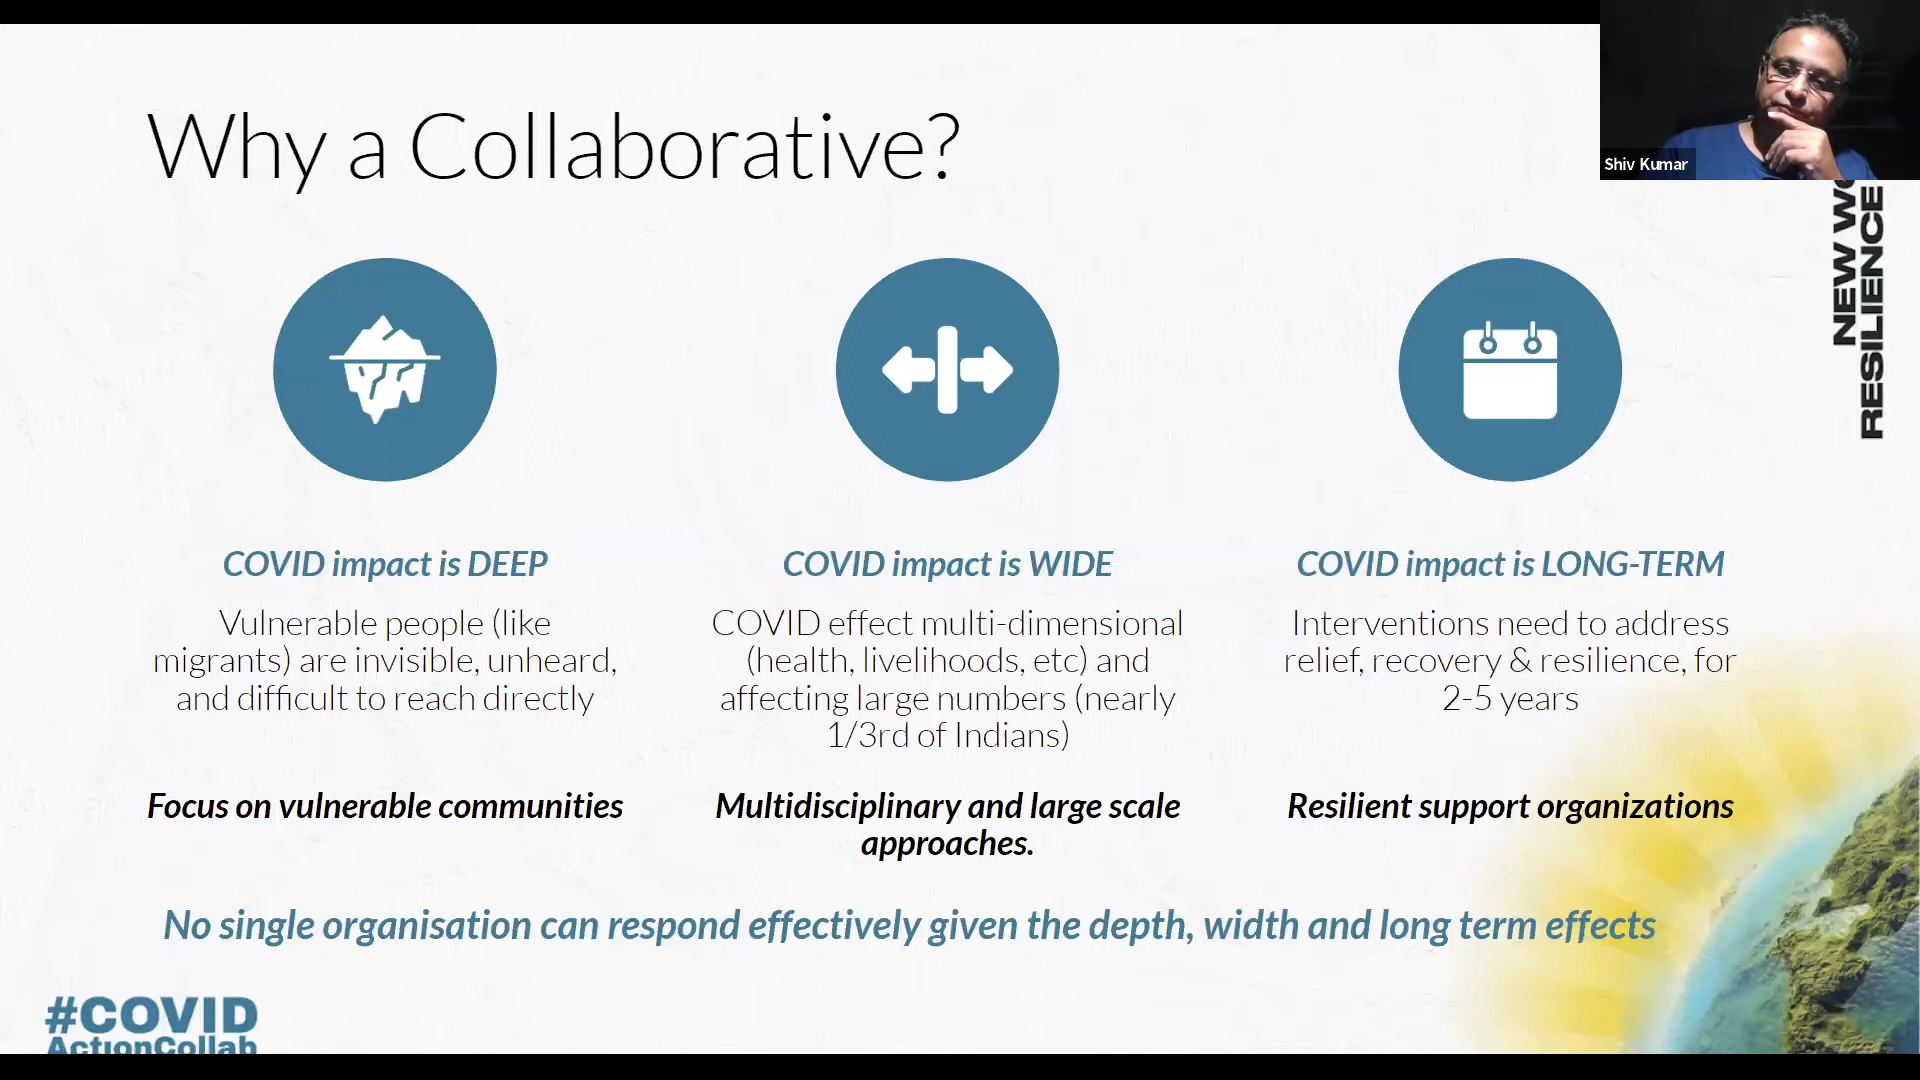 Why a Collaborative?
Shiv Kumar
NEW
RESILIENCE
COVID impact is DEEP
Vulnerable people (like
migrants) are invisible, unheard,
and difficult to reach directly
Focus on vulnerable communities
COVID impact is WIDE
COVID effect multi-dimensional
(health, livelihoods, etc) and
affecting large numbers (nearly
1/3rd of Indians)
Multidisciplinary and large scale
approaches.
COVID impact is LONG-TERM
Interventions need to address
relief, recovery & resilience, for
2-5 years
Resilient support organizations
No single organisation can respond effectively given the depth, width and long term effects
#COVID
ActionCollab